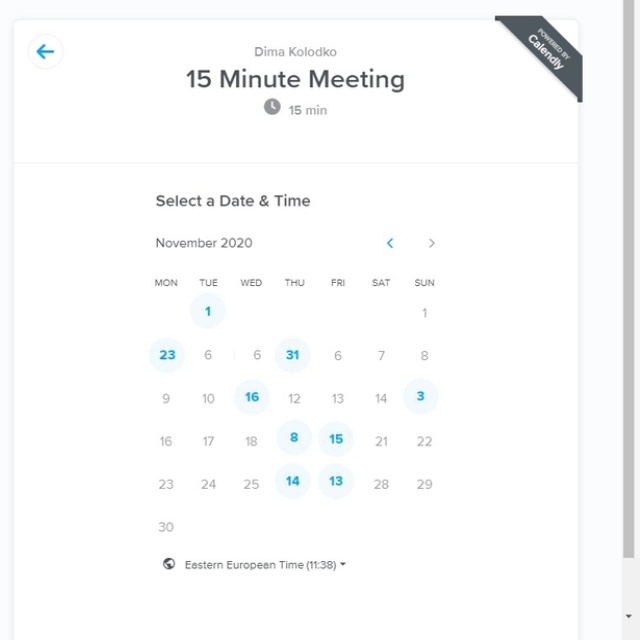 POWERED BY
Calendly
Dima Kolodko
15 Minute Meeting
15 min
Select a Date & Time
November 2020
MON TUE WED THU FRI SAT SUN
1 1
23 6 6 31 6 7 8
9 10 16 12 13 14 3
16 17 18 8 15 21 22
23 24 25 14 13 28 29
30
Eastern European Time (11:38)